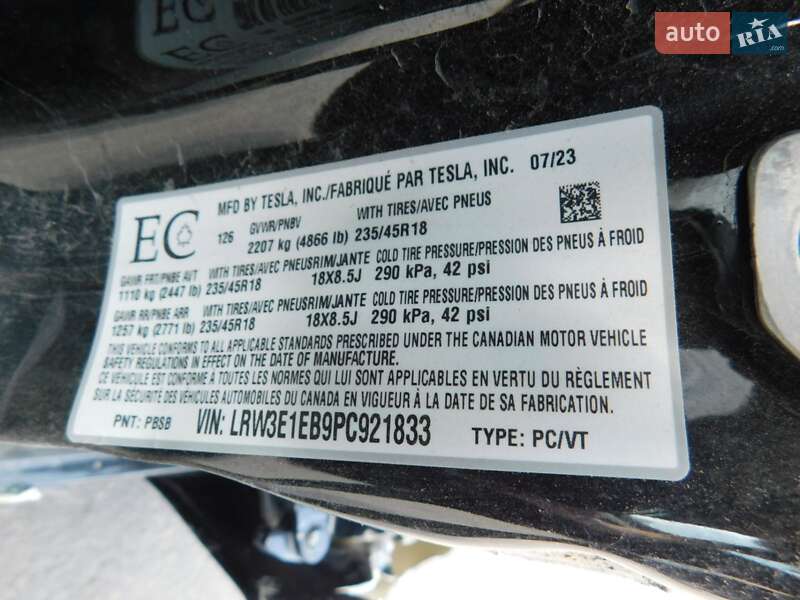 auto RIA.com
MFD BY TESLA, INC./FABRIQUÉ PAR TESLA, INC. 07/23
EC
126 GVWR/PNBV WITH TIRES/AVEC PNEUS
2207 kg (4866 lb) 235/45R18
GAWR FRT/PNBE AVT WITH TIRES/AVEC PNEUS RIM/JANTE COLD TIRE PRESSURE/PRESSION DES PNEUS À FROID
1110 kg (2447 lb) 235/45R18 18X8.5J 290 kPa, 42 psi
GAWR RR/PNBE ARR WITH TIRES/AVEC PNEUS RIM/JANTE COLD TIRE PRESSURE/PRESSION DES PNEUS À FROID
1257 kg (2771 lb) 235/45R18 18X8.5J 290 kPa, 42 psi
THIS VEHICLE CONFORMS TO ALL APPLICABLE STANDARDS PRESCRIBED UNDER THE CANADIAN MOTOR VEHICLE
SAFETY REGULATIONS IN EFFECT ON THE DATE OF MANUFACTURE.
CE VÉHICULE EST CONFORME À TOUTES LES NORMES QUI LUI SONT APPLICABLES EN VERTU DU RÈGLEMENT
SUR LA SÉCURITÉ DES VÉHICULES AUTOMOBILES DU CANADA EN VIGUEUR À LA DATE DE SA FABRICATION.
PNT: PBSB VIN: LRW3E1EB9PC921833 TYPE: PC/VT